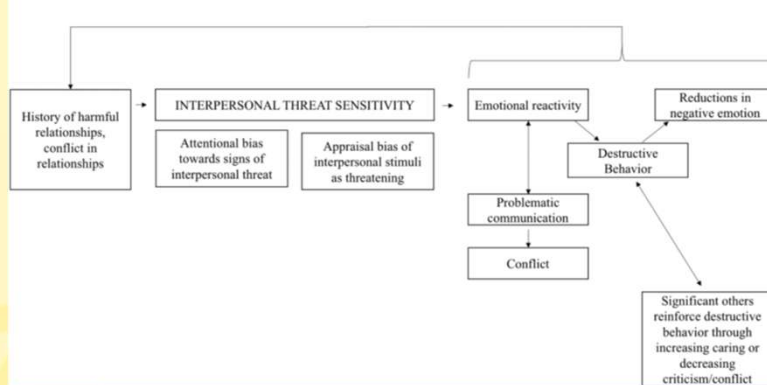 History of harmful
relationships,
conflict in
relationships
INTERPERSONAL THREAT SENSITIVITY
Attentional bias
towards signs of
interpersonal threat
Appraisal bias of
interpersonal stimuli
as threatening
Emotional reactivity
Reductions in
negative emotion
Destructive
Behavior
Problematic
communication
Conflict
Significant others
reinforce destructive
behavior through
increasing caring or
decreasing
criticism/conflict